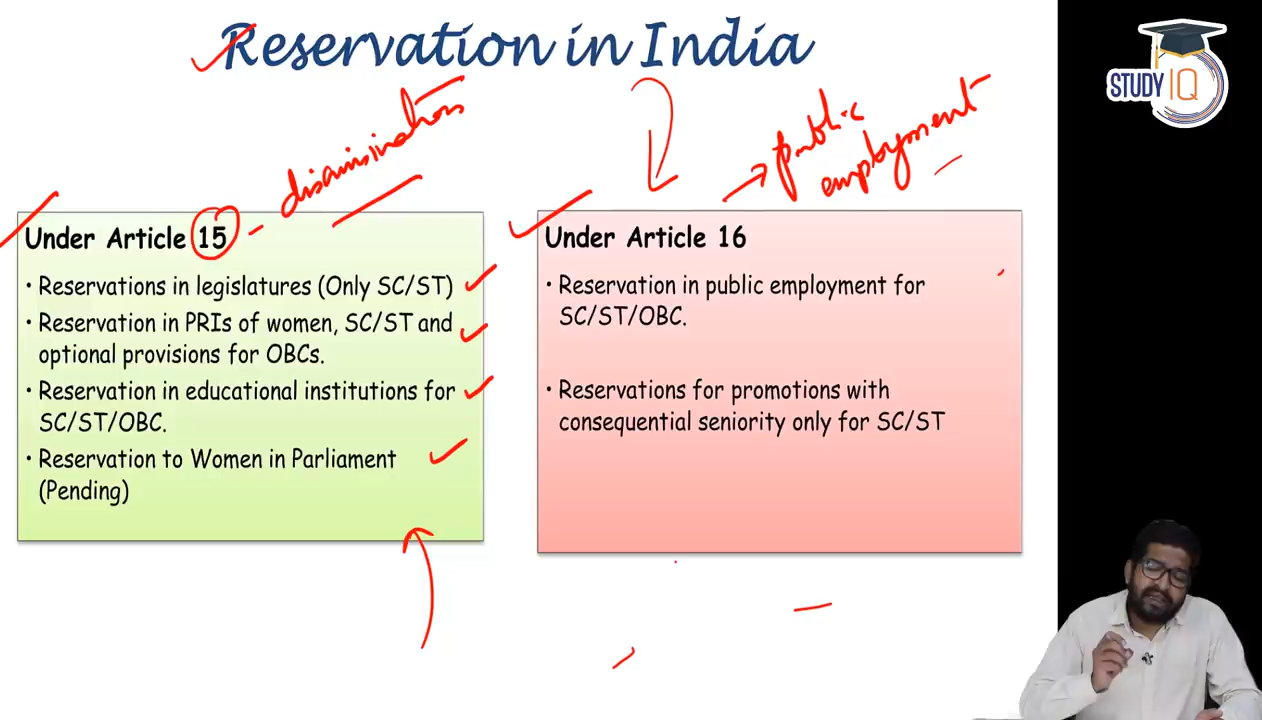 Reservation in India
STUDY IQ
discrimination
public
employment
Under Article 15
• Reservations in legislatures (Only SC/ST)
• Reservation in PRIs of women, SC/ST and
optional provisions for OBCs.
• Reservation in educational institutions for
SC/ST/OBC.
• Reservation to Women in Parliament
(Pending)
Under Article 16
• Reservation in public employment for
SC/ST/OBC.
• Reservations for promotions with
consequential seniority only for SC/ST